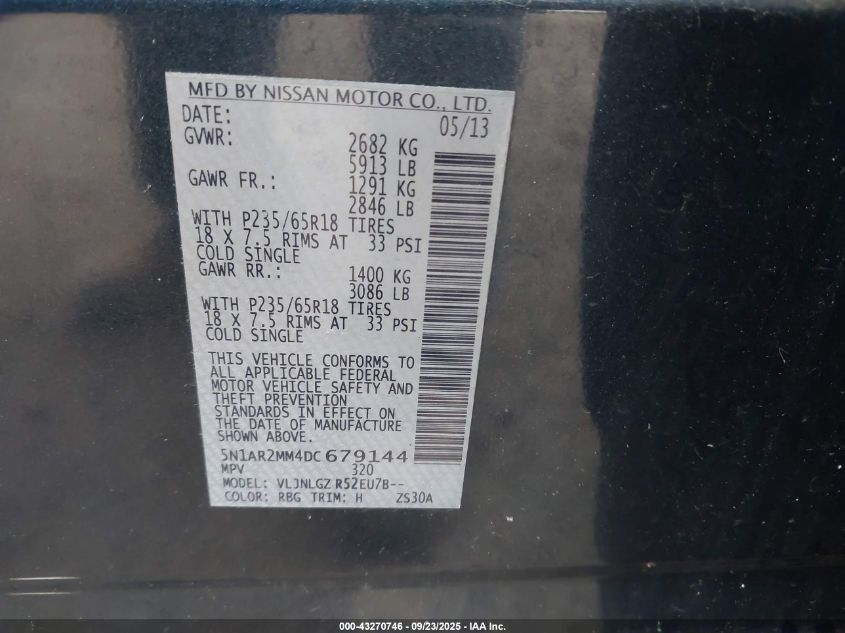 MFD BY NISSAN MOTOR CO., LTD.
DATE: 05/13
GVWR: 2682 KG
5913 LB
GAWR FR.: 1291 KG
2846 LB
WITH P235/65R18 TIRES
18 X 7.5 RIMS AT 33 PSI
COLD SINGLE
GAWR RR.: 1400 KG
3086 LB
WITH P235/65R18 TIRES
18 X 7.5 RIMS AT 33 PSI
COLD SINGLE
THIS VEHICLE CONFORMS TO
ALL APPLICABLE FEDERAL
MOTOR VEHICLE SAFETY AND
THEFT PREVENTION
STANDARDS IN EFFECT ON
THE DATE OF MANUFACTURE
SHOWN ABOVE.
5N1AR2MM4DC679144
MPV 320
MODEL: VLJNLGZ R52EU7B--
COLOR: RBG TRIM: H ZS30A
000-43270746 - 09/23/2025 - IAA Inc.